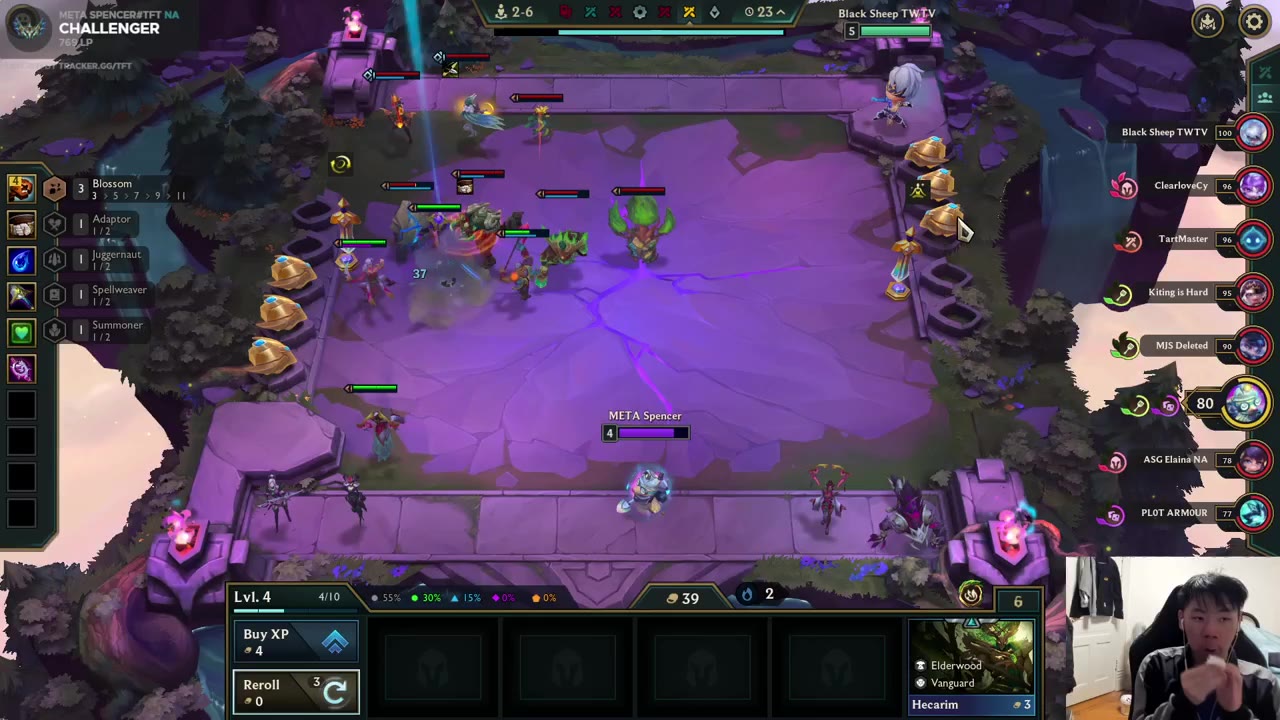 META SPENCER#TFT NA
CHALLENGER
769 LP
TRACKER.GG/TFT
2-6
23
Black Sheep TWTV
5
3
Blossom
3 > 5 > 7 > 9 > 11
1
Adaptor
1 / 2
1
Juggernaut
1 / 2
1
Spellweaver
1 / 2
1
Summoner
1 / 2
37
META Spencer
4
Black Sheep TWTV
100
ClearloveCy
96
TartMaster
96
Kiting is Hard
95
MJS Deleted
90
80
ASG Elaina NA
78
PL0T ARM0UR
77
Lvl. 4
4/10
55%
30%
15%
0%
0%
39
2
6
Buy XP
4
Reroll
3
0
Elderwood
Vanguard
Hecarim
3